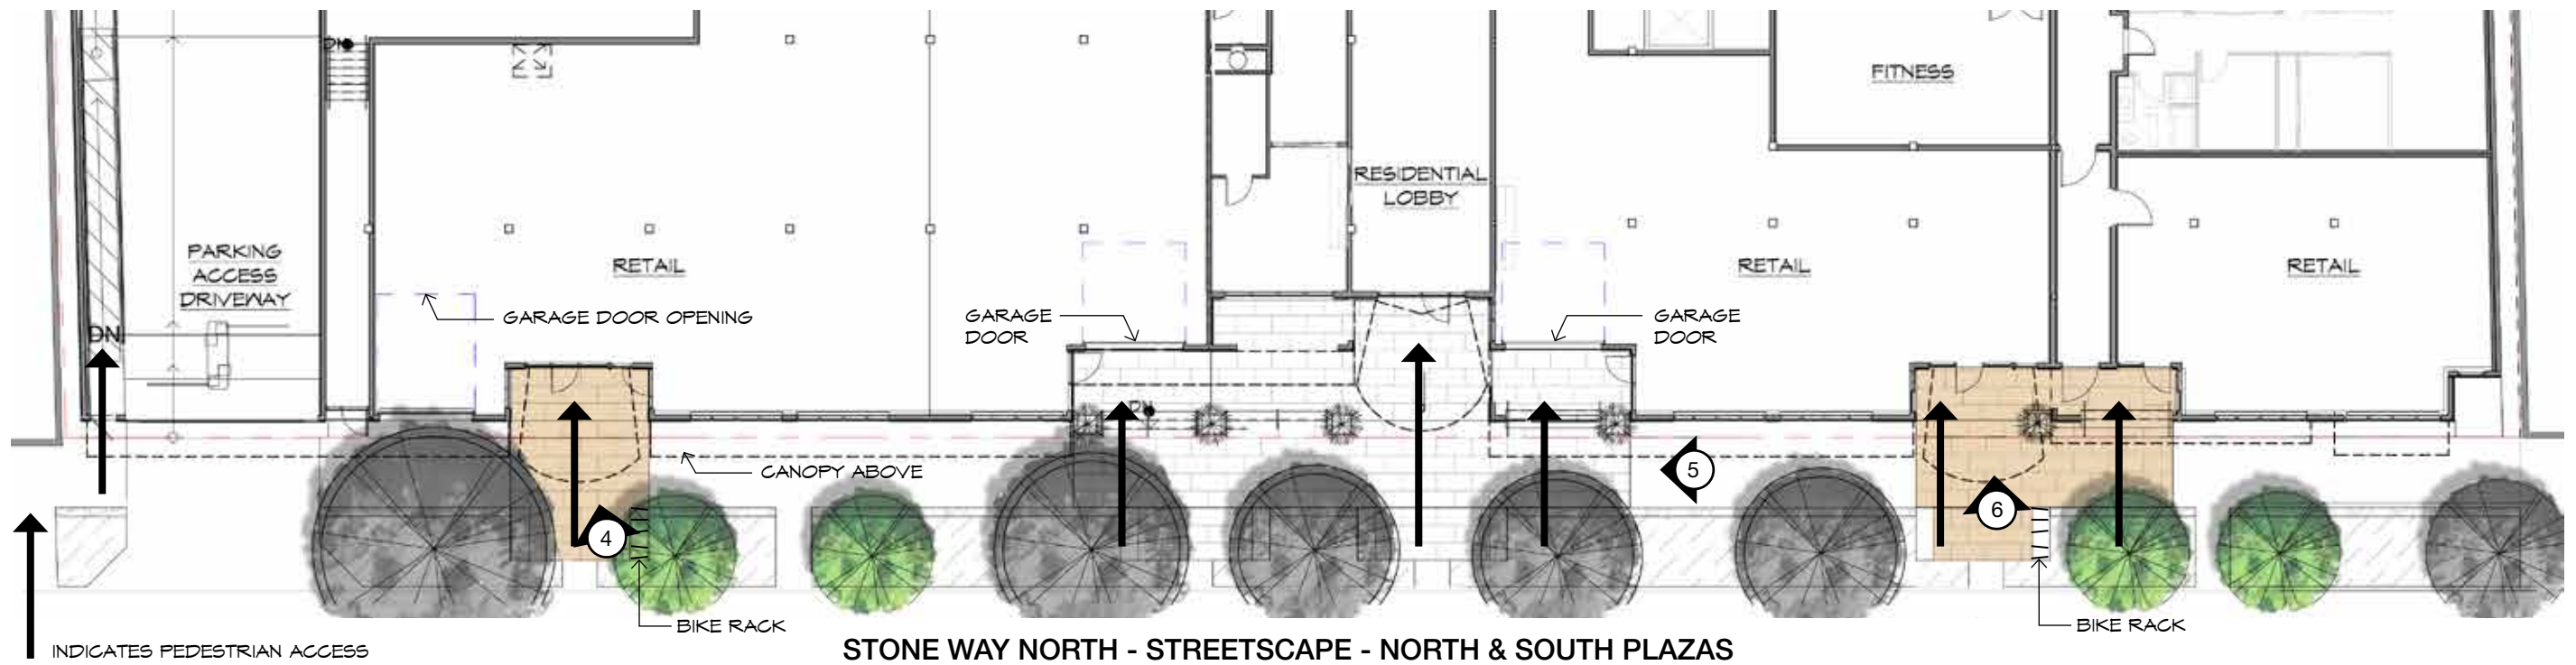 DN
FITNESS
RESIDENTIAL
LOBBY
PARKING
ACCESS
DRIVEWAY
RETAIL
RETAIL
RETAIL
GARAGE DOOR OPENING
GARAGE
DOOR
GARAGE
DOOR
DN
DN
CANOPY ABOVE
5
4
6
BIKE RACK
BIKE RACK
INDICATES PEDESTRIAN ACCESS
STONE WAY NORTH - STREETSCAPE - NORTH & SOUTH PLAZAS